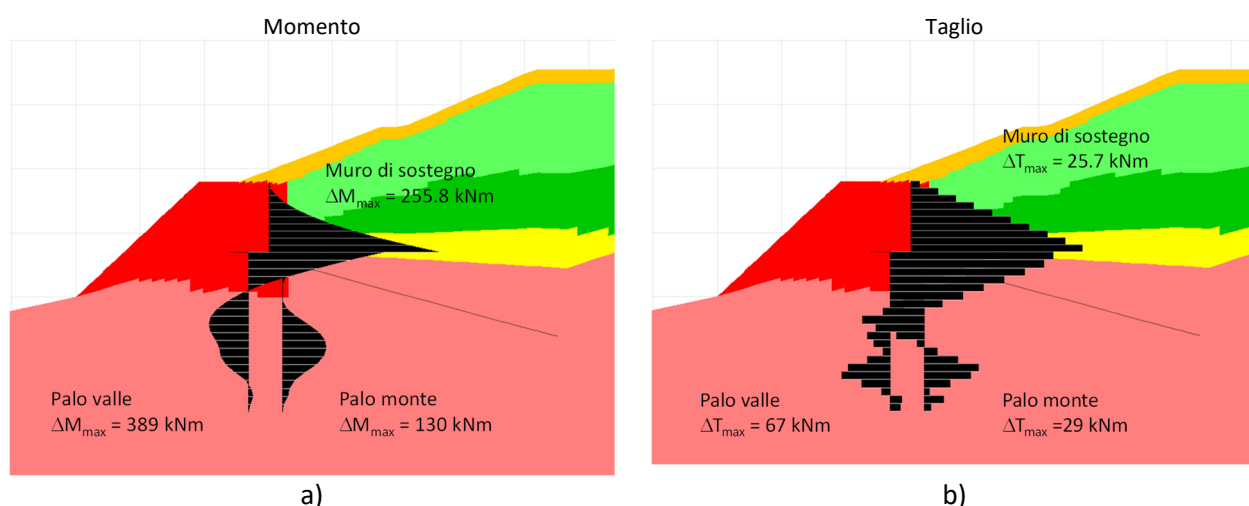 Momento
Muro di sostegno
ΔMmax = 255.8 kNm
Palo valle
ΔMmax = 389 kNm
Palo monte
ΔMmax = 130 kNm
a)
Taglio
Muro di sostegno
ΔTmax = 25.7 kNm
Palo valle
ΔTmax = 67 kNm
Palo monte
ΔTmax =29 kNm
b)